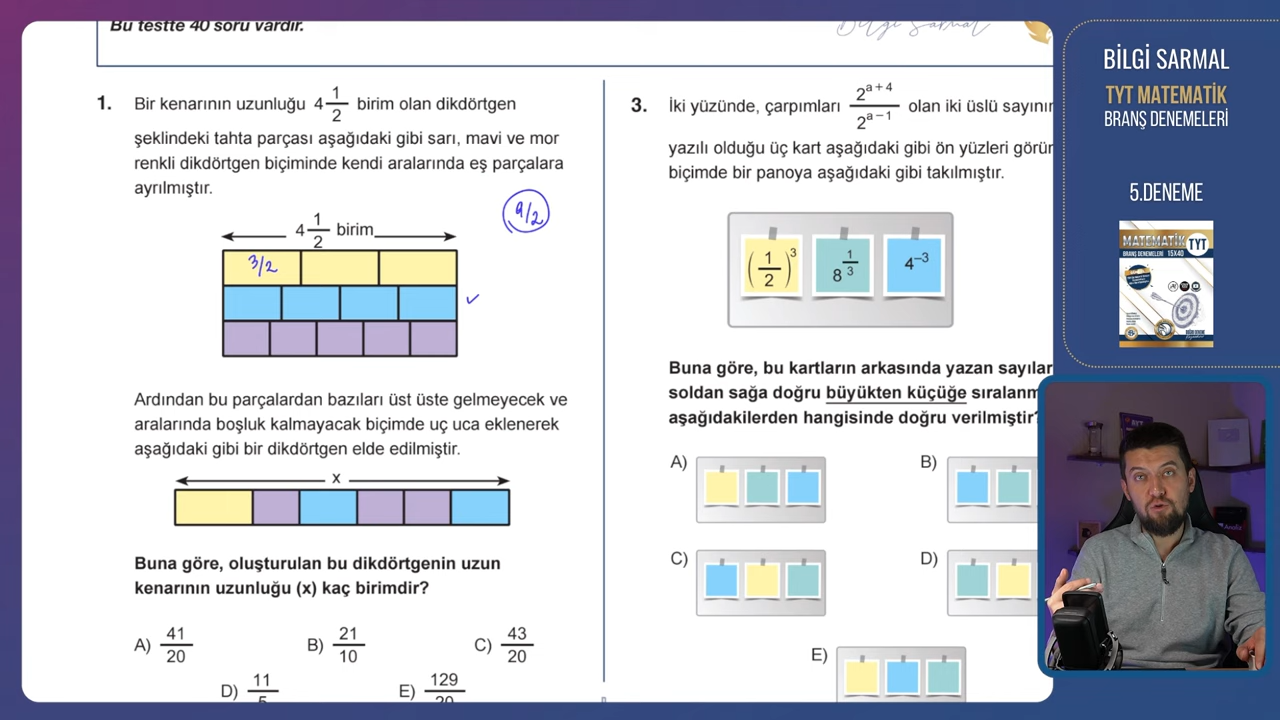 Bu testte 40 soru vardır.
Bilgi Sarmal
1. Bir kenarının uzunluğu 4 1/2 birim olan dikdörtgen
şeklindeki tahta parçası aşağıdaki gibi sarı, mavi ve mor
renkli dikdörtgen biçiminde kendi aralarında eş parçalara
ayrılmıştır.
9/2
4 1/2 birim
3/2
Ardından bu parçalardan bazıları üst üste gelmeyecek ve
aralarında boşluk kalmayacak biçimde uç uca eklenerek
aşağıdaki gibi bir dikdörtgen elde edilmiştir.
x
Buna göre, oluşturulan bu dikdörtgenin uzun
kenarının uzunluğu (x) kaç birimdir?
A) 41/20 B) 21/10 C) 43/20
D) 11/5 E) 129/20
3. İki yüzünde, çarpımları 2^(a+4)/2^(a−1) olan iki üslü sayının
yazılı olduğu üç kart aşağıdaki gibi ön yüzleri görün
biçimde bir panoya aşağıdaki gibi takılmıştır.
(1/2)^3 8^(1/3) 4^−3
Buna göre, bu kartların arkasında yazan sayılar
soldan sağa doğru büyükten küçüğe sıralanm
aşağıdakilerden hangisinde doğru verilmiştir?
A) B)
C) D)
E)
BİLGİ SARMAL
TYT MATEMATİK
BRANŞ DENEMELERİ
5.DENEME
MATEMATİK TYT
BRANŞ DENEMELERİ 15X40